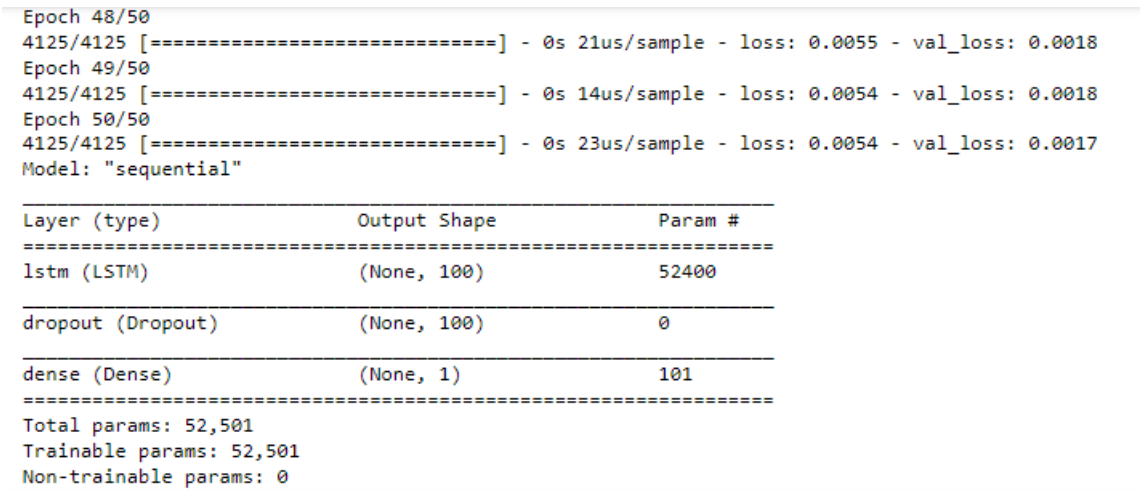 Epoch 48/50
4125/4125 [==============================] - 0s 21us/sample - loss: 0.0055 - val_loss: 0.0018
Epoch 49/50
4125/4125 [==============================] - 0s 14us/sample - loss: 0.0054 - val_loss: 0.0018
Epoch 50/50
4125/4125 [==============================] - 0s 23us/sample - loss: 0.0054 - val_loss: 0.0017
Model: "sequential"
_________________________________________________________________
Layer (type)                 Output Shape              Param #
=================================================================
lstm (LSTM)                  (None, 100)               52400
_________________________________________________________________
dropout (Dropout)            (None, 100)               0
_________________________________________________________________
dense (Dense)                (None, 1)                 101
=================================================================
Total params: 52,501
Trainable params: 52,501
Non-trainable params: 0